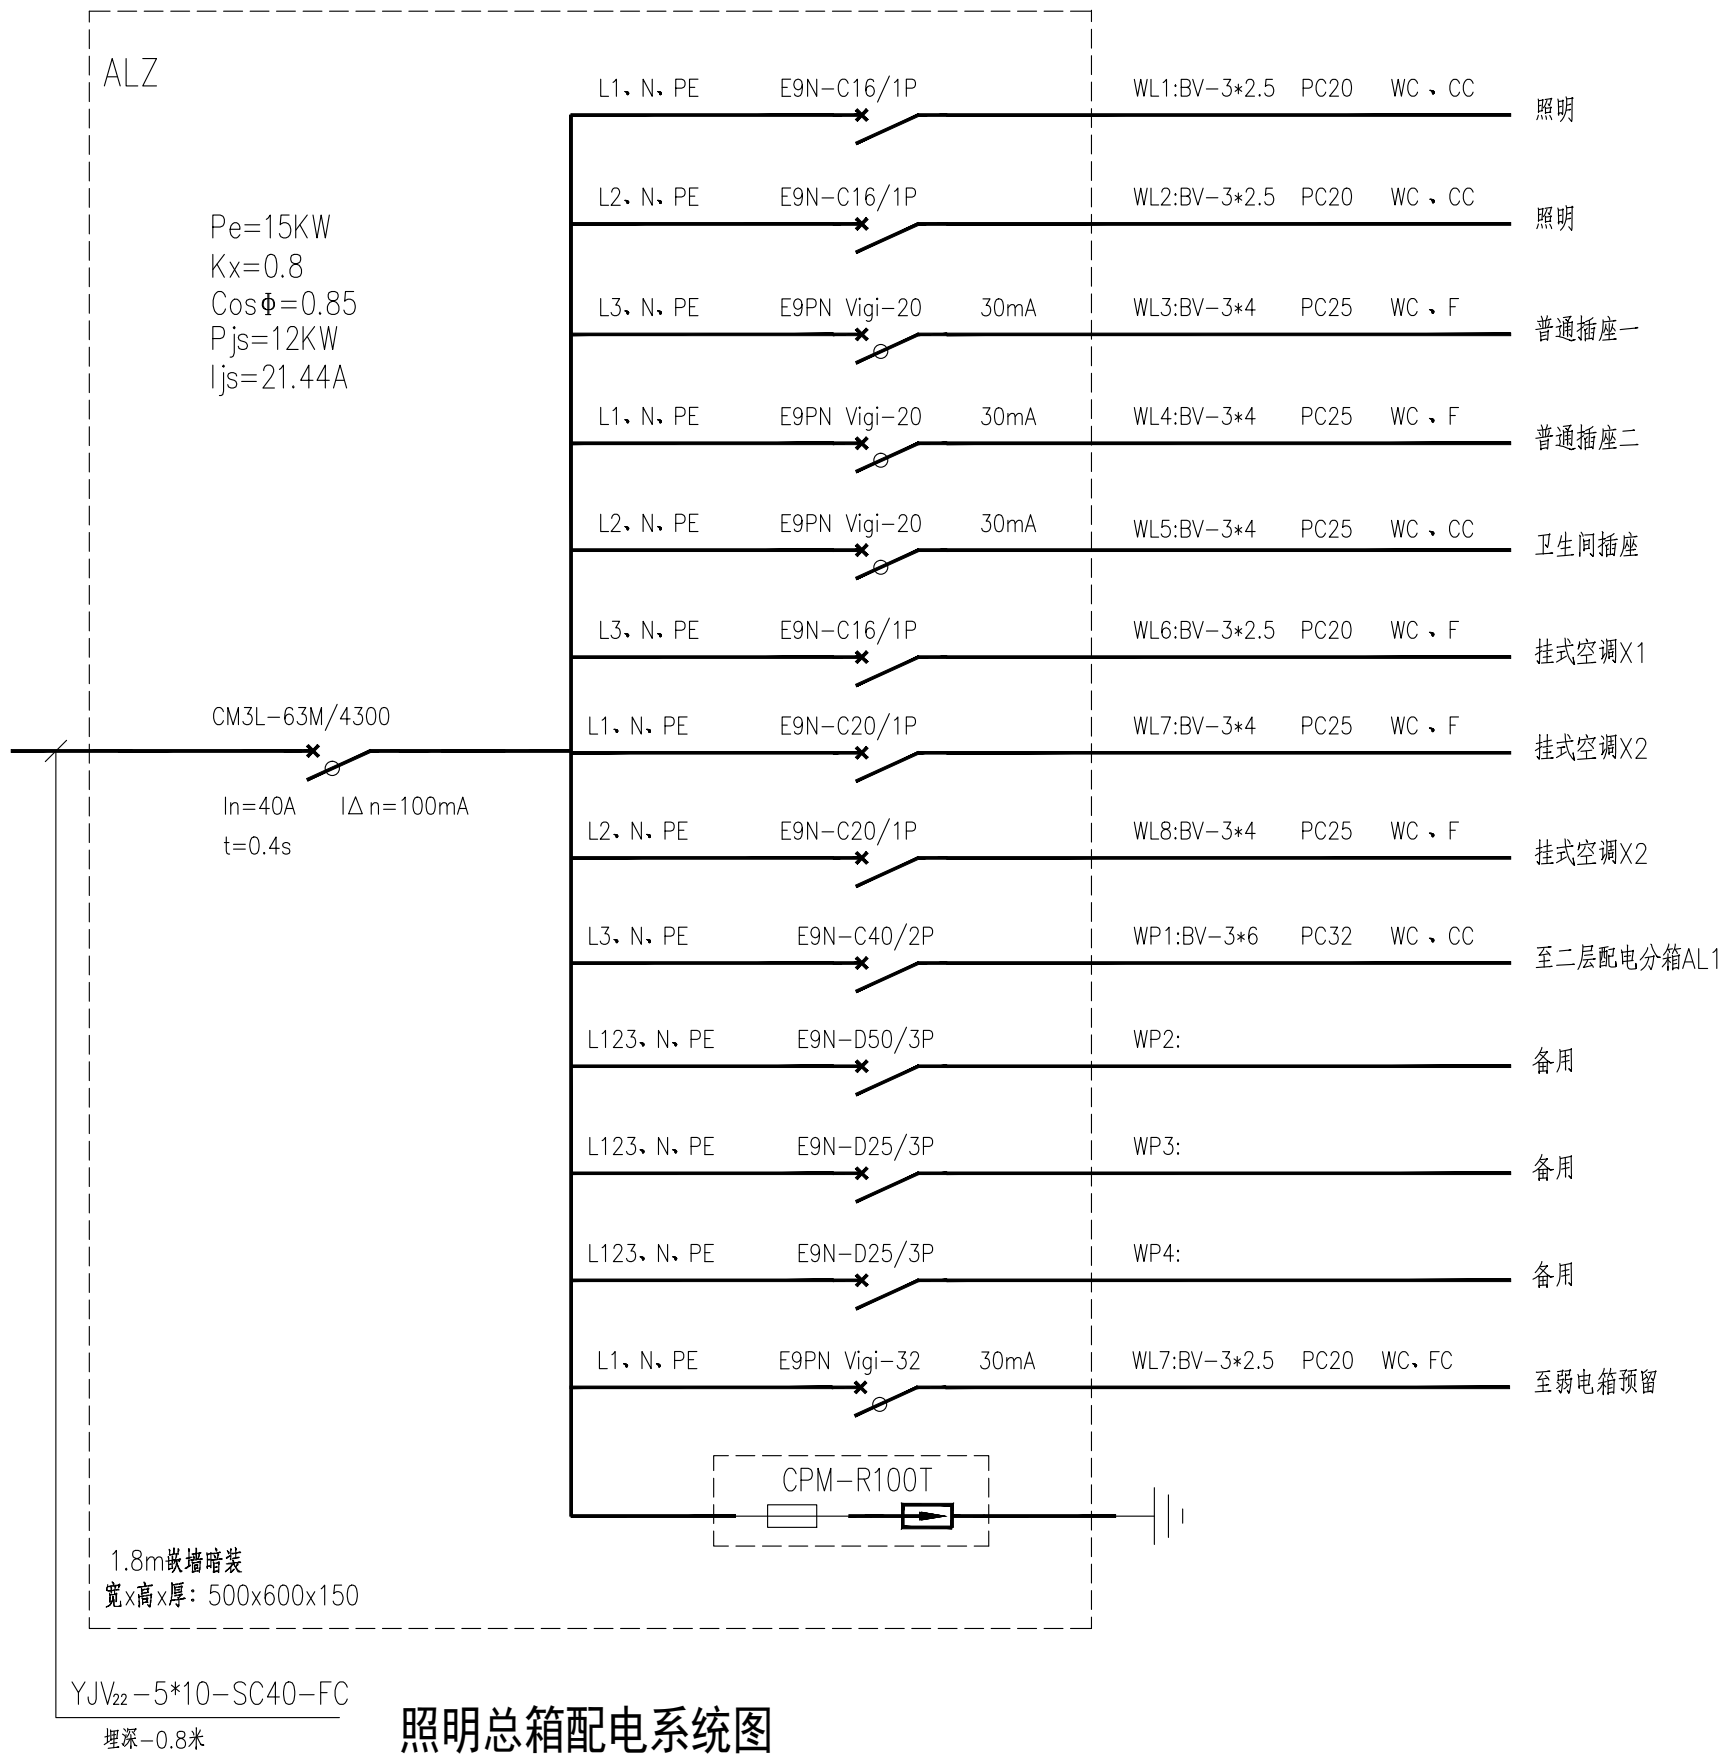 ALZ
L1、N、PE E9N-C16/1P WL1:BV-3*2.5 PC20 WC、CC 照明
L2、N、PE E9N-C16/1P WL2:BV-3*2.5 PC20 WC、CC 照明
Pe=15KW
Kx=0.8
CosΦ=0.85
Pjs=12KW
Ijs=21.44A
L3、N、PE E9PN Vigi-20 30mA WL3:BV-3*4 PC25 WC、F 普通插座一
L1、N、PE E9PN Vigi-20 30mA WL4:BV-3*4 PC25 WC、F 普通插座二
L2、N、PE E9PN Vigi-20 30mA WL5:BV-3*4 PC25 WC、CC 卫生间插座
L3、N、PE E9N-C16/1P WL6:BV-3*2.5 PC20 WC、F 挂式空调X1
CM3L-63M/4300
In=40A I△n=100mA
t=0.4s
L1、N、PE E9N-C20/1P WL7:BV-3*4 PC25 WC、F 挂式空调X2
L2、N、PE E9N-C20/1P WL8:BV-3*4 PC25 WC、F 挂式空调X2
L3、N、PE E9N-C40/2P WP1:BV-3*6 PC32 WC、CC 至二层配电分箱AL1
L123、N、PE E9N-D50/3P WP2: 备用
L123、N、PE E9N-D25/3P WP3: 备用
L123、N、PE E9N-D25/3P WP4: 备用
L1、N、PE E9PN Vigi-32 30mA WL7:BV-3*2.5 PC20 WC、FC 至弱电箱预留
CPM-R100T
1.8m嵌墙暗装
宽x高x厚：500x600x150
YJV22-5*10-SC40-FC
埋深-0.8米
照明总箱配电系统图